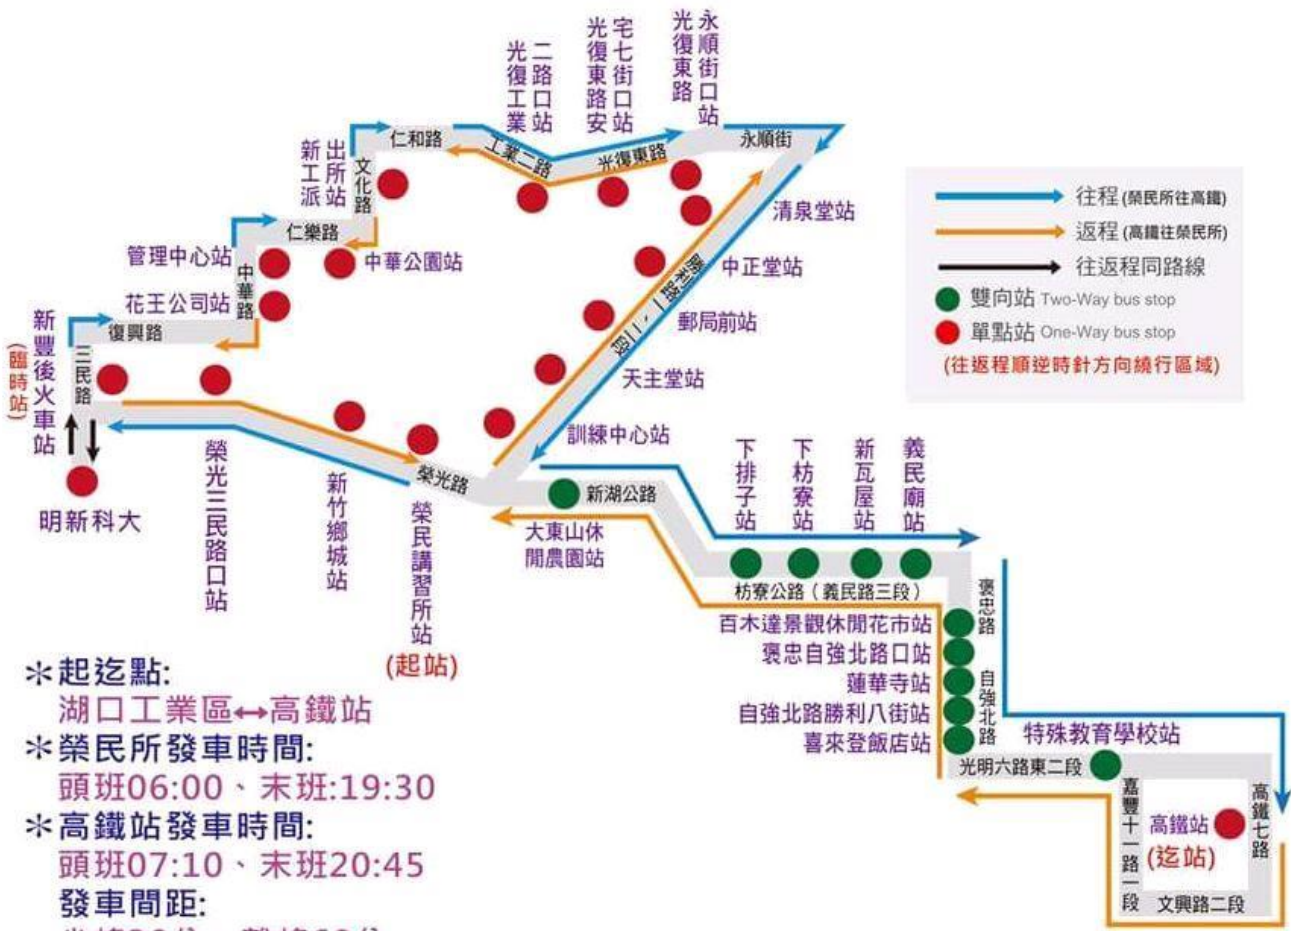 光復工業
二路口站
光復東路安
宅七街口站
光復東路
永順街口站
仁和路
工業二路
光復東路
永順街
新工派
出所站
文化路
仁樂路
中華公園站
管理中心站
中華路
花王公司站
復興路
新豐後火車站
(臨時站)
三民路
明新科大
榮光三民路口站
新竹鄉城站
榮民講習所站
(起站)
榮光路
清泉堂站
中正堂站
勝利路一、二、三段
郵局前站
天主堂站
訓練中心站
往程(榮民所往高鐵)
返程(高鐵往榮民所)
往返程同路線
雙向站 Two-Way bus stop
單點站 One-Way bus stop
(往返程順逆時針方向繞行區域)
新湖公路
大東山休
閒農園站
下排子站
下枋寮站
新瓦屋站
義民廟站
枋寮公路(義民路三段)
褒忠路
百木達景觀休閒花市站
褒忠自強北路口站
蓮華寺站
自強北路勝利八街站
喜來登飯店站
自強北路
特殊教育學校站
光明六路東二段
嘉豐十一路一段
高鐵站
(迄站)
高鐵七路
文興路二段
＊起迄點:
湖口工業區↔高鐵站
＊榮民所發車時間:
頭班06:00、末班:19:30
＊高鐵站發車時間:
頭班07:10、末班20:45
發車間距: